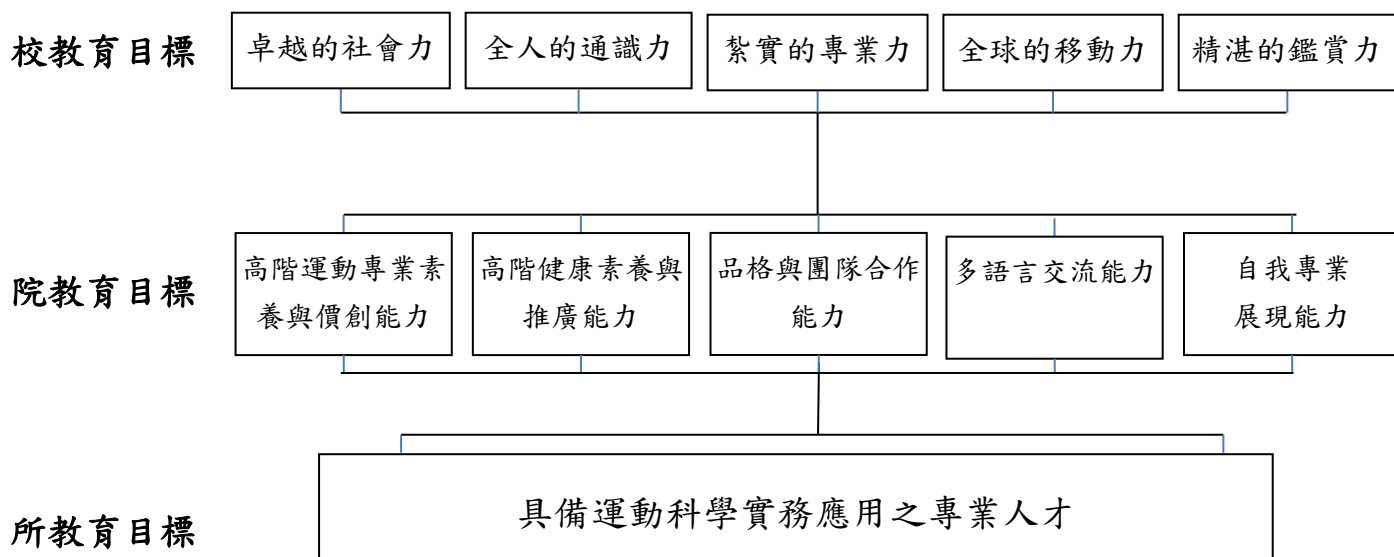 校教育目標
卓越的社會力
全人的通識力
紮實的專業力
全球的移動力
精湛的鑑賞力
院教育目標
高階運動專業素
養與價創能力
高階健康素養與
推廣能力
品格與團隊合作
能力
多語言交流能力
自我專業
展現能力
所教育目標
具備運動科學實務應用之專業人才